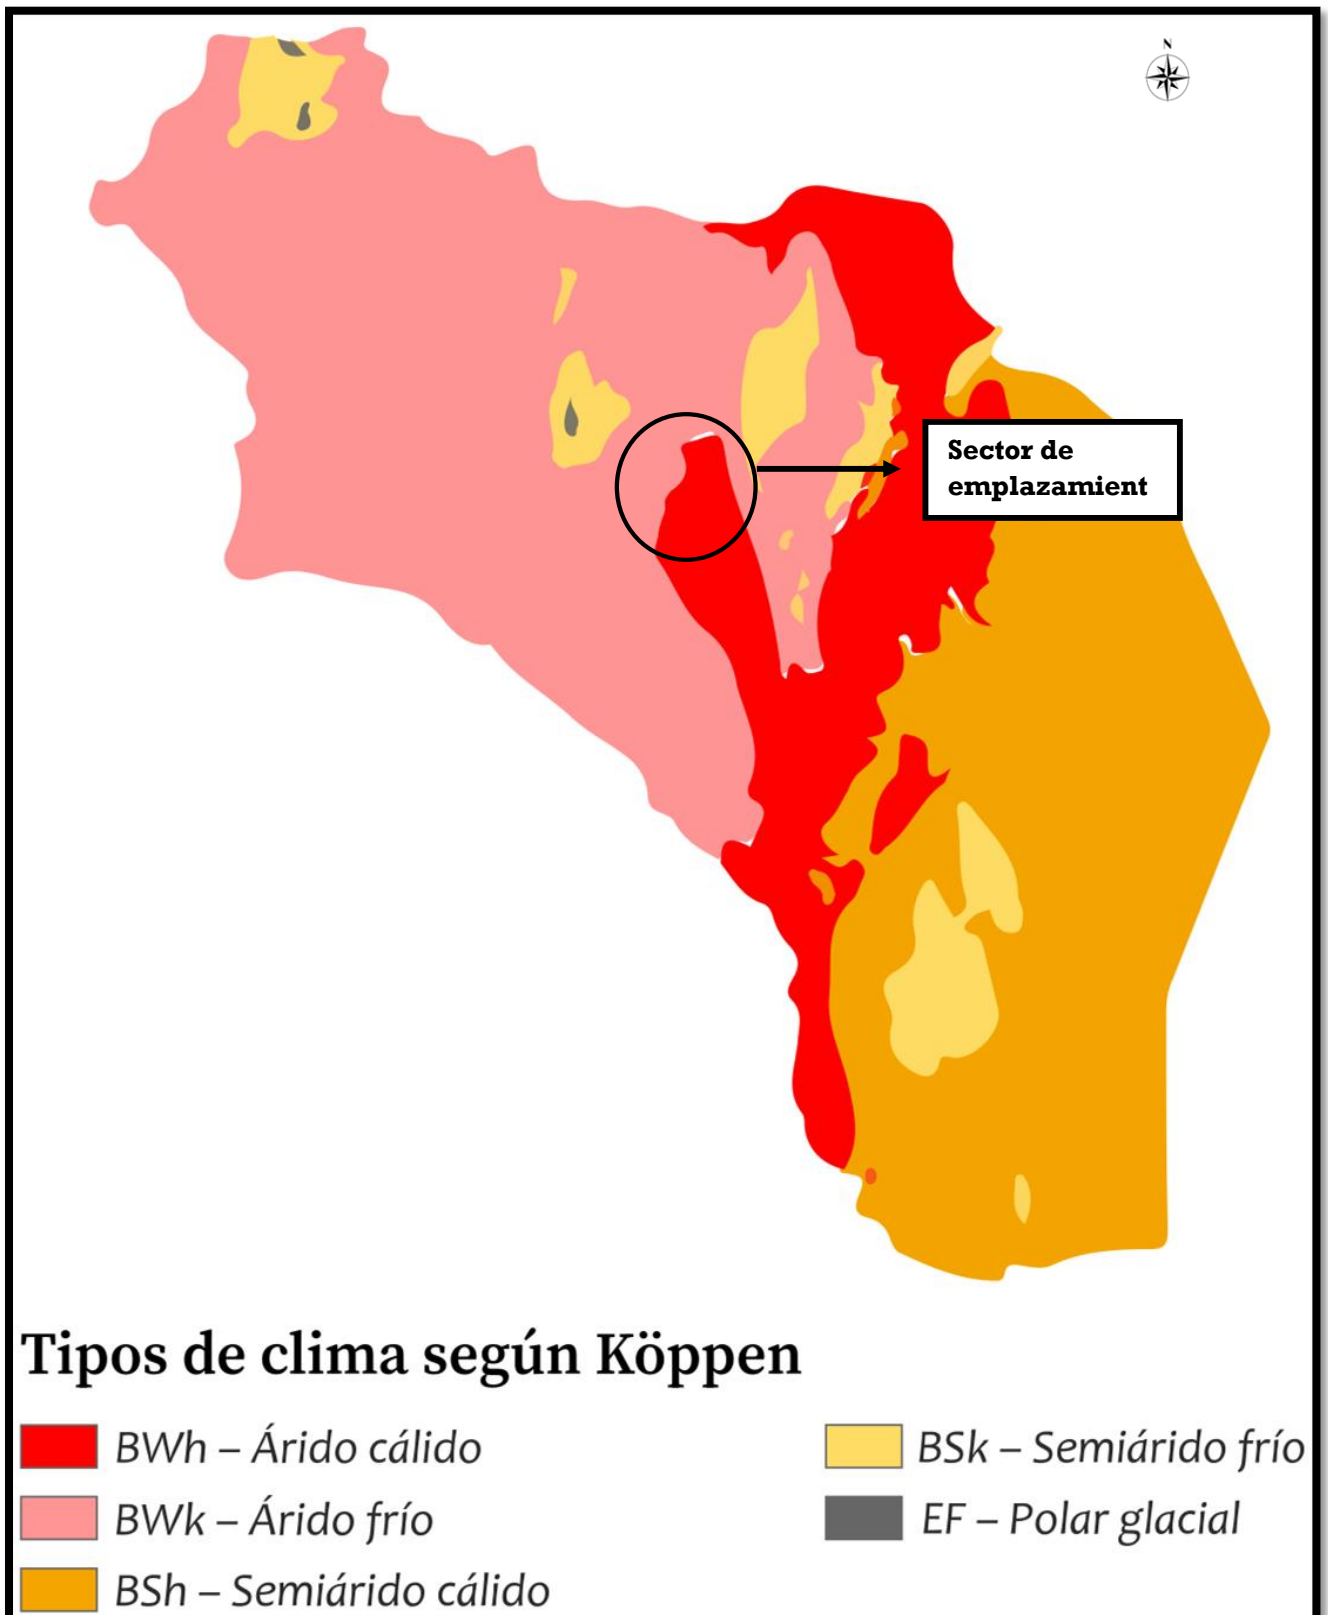 N
Sector de
emplazamient
Tipos de clima según Köppen
BWh – Árido cálido
BWk – Árido frío
BSh – Semiárido cálido
BSk – Semiárido frío
EF – Polar glacial